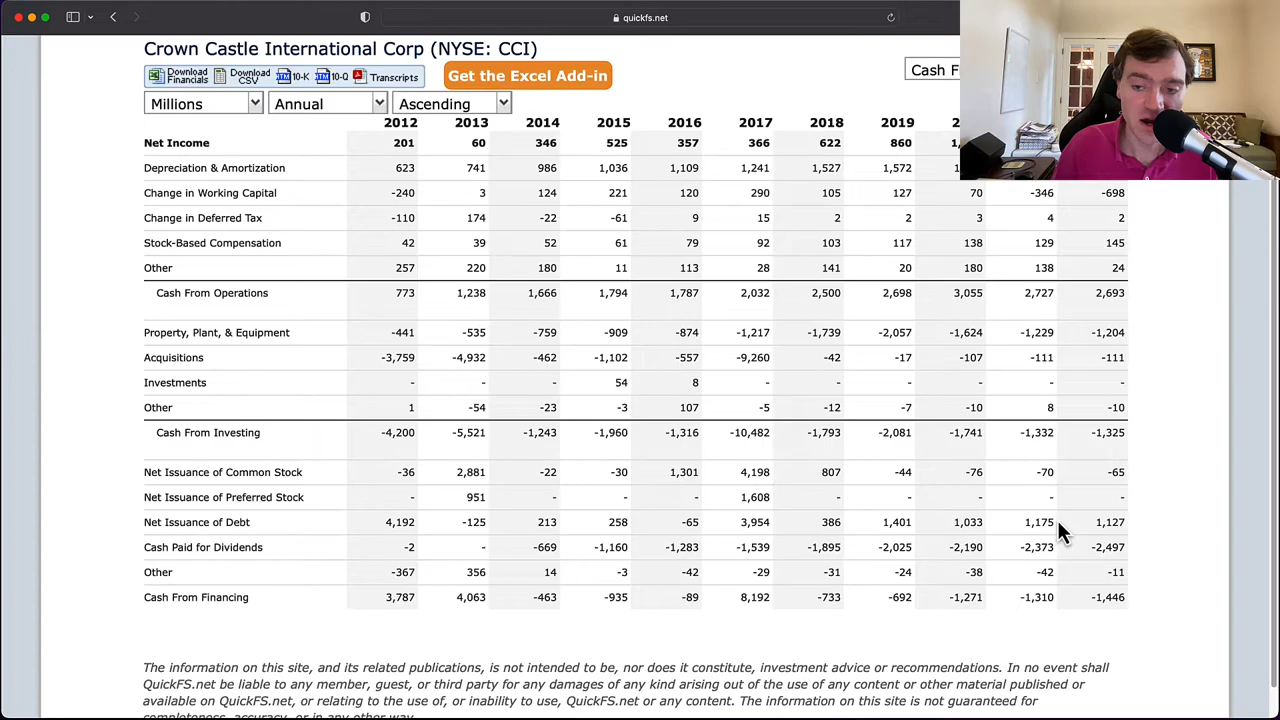 quickfs.net
Crown Castle International Corp (NYSE: CCI)
Download Financials Download CSV 10-K 10-Q Transcripts
Get the Excel Add-in
Cash F
Millions Annual Ascending
2012 2013 2014 2015 2016 2017 2018 2019
Net Income 201 60 346 525 357 366 622 860
Depreciation & Amortization 623 741 986 1,036 1,109 1,241 1,527 1,572
Change in Working Capital -240 3 124 221 120 290 105 127 70 -346 -698
Change in Deferred Tax -110 174 -22 -61 9 15 2 2 3 4 2
Stock-Based Compensation 42 39 52 61 79 92 103 117 138 129 145
Other 257 220 180 11 113 28 141 20 180 138 24
Cash From Operations 773 1,238 1,666 1,794 1,787 2,032 2,500 2,698 3,055 2,727 2,693
Property, Plant, & Equipment -441 -535 -759 -909 -874 -1,217 -1,739 -2,057 -1,624 -1,229 -1,204
Acquisitions -3,759 -4,932 -462 -1,102 -557 -9,260 -42 -17 -107 -111 -111
Investments - - - 54 8 - - - - - -
Other 1 -54 -23 -3 107 -5 -12 -7 -10 8 -10
Cash From Investing -4,200 -5,521 -1,243 -1,960 -1,316 -10,482 -1,793 -2,081 -1,741 -1,332 -1,325
Net Issuance of Common Stock -36 2,881 -22 -30 1,301 4,198 807 -44 -76 -70 -65
Net Issuance of Preferred Stock - 951 - - - 1,608 - - - - -
Net Issuance of Debt 4,192 -125 213 258 -65 3,954 386 1,401 1,033 1,175 1,127
Cash Paid for Dividends -2 - -669 -1,160 -1,283 -1,539 -1,895 -2,025 -2,190 -2,373 -2,497
Other -367 356 14 -3 -42 -29 -31 -24 -38 -42 -11
Cash From Financing 3,787 4,063 -463 -935 -89 8,192 -733 -692 -1,271 -1,310 -1,446
The information on this site, and its related publications, is not intended to be, nor does it constitute, investment advice or recommendations. In no event shall
QuickFS.net be liable to any member, guest, or third party for any damages of any kind arising out of the use of any content or other material published or
available on QuickFS.net, or relating to the use of, or inability to use, QuickFS.net or any content. The information on this site is not guaranteed for
completeness, accuracy, or in any other way.